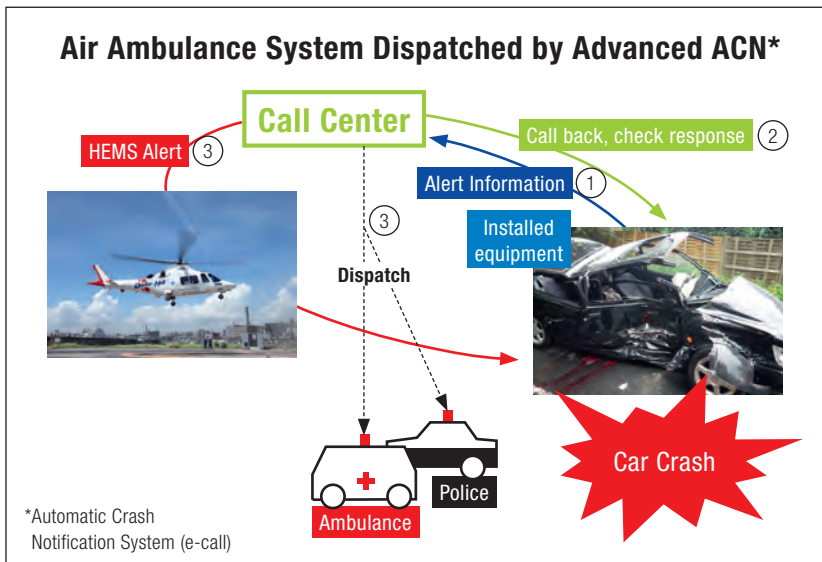 Air Ambulance System Dispatched by Advanced ACN*
Call Center
Call back, check response 2
HEMS Alert 3
Alert Information 1
3
Installed
equipment
Dispatch
Car Crash
Police
Ambulance
*Automatic Crash
Notification System (e-call)